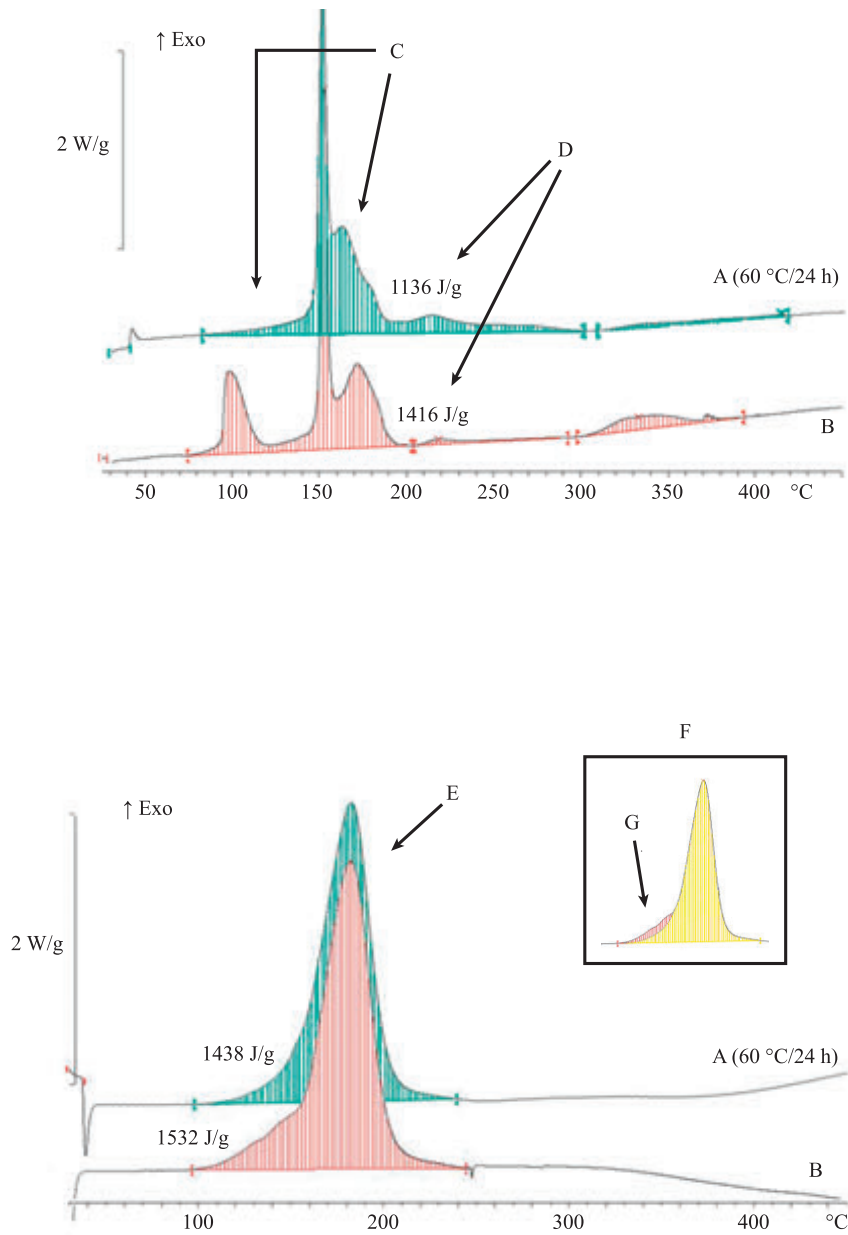 ↑ Exo
C
2 W/g
D
1136 J/g
A (60 °C/24 h)
1416 J/g
B
50 100 150 200 250 300 350 400 °C
F
↑ Exo
E
G
2 W/g
1438 J/g
A (60 °C/24 h)
1532 J/g
B
100 200 300 400 °C